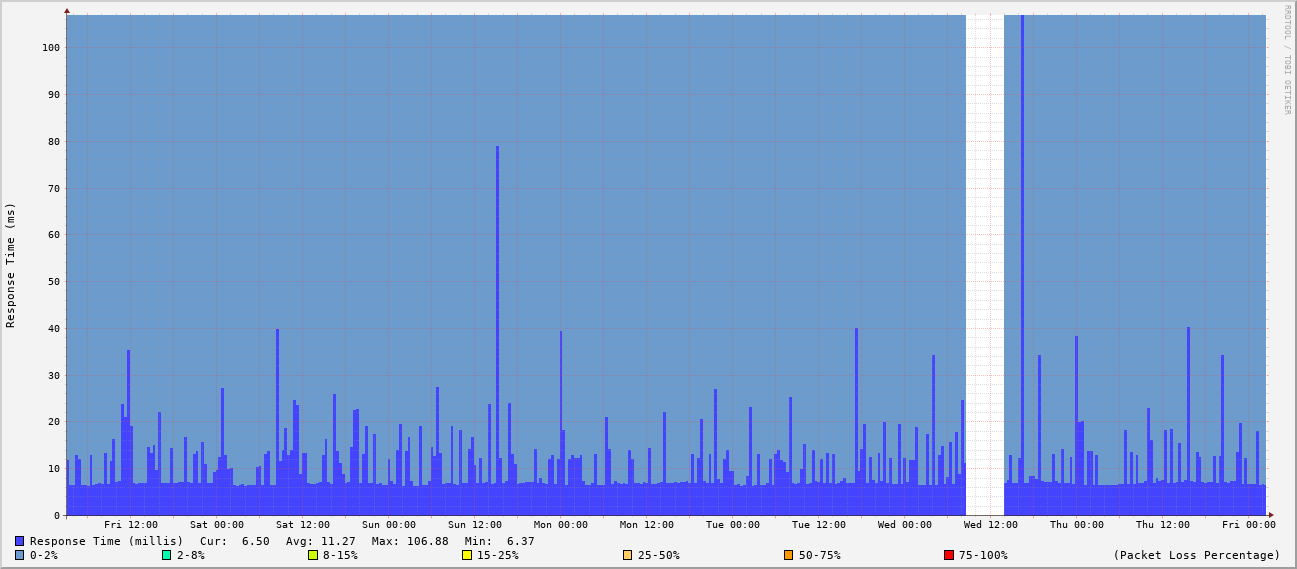 RRDTOOL / TOBI OETIKER
Response Time (ms)
100
90
80
70
60
50
40
30
20
10
0
Fri 12:00 Sat 00:00 Sat 12:00 Sun 00:00 Sun 12:00 Mon 00:00 Mon 12:00 Tue 00:00 Tue 12:00 Wed 00:00 Wed 12:00 Thu 00:00 Thu 12:00 Fri 00:00
Response Time (millis) Cur: 6.50 Avg: 11.27 Max: 106.88 Min: 6.37
0-2% 2-8% 8-15% 15-25% 25-50% 50-75% 75-100% (Packet Loss Percentage)